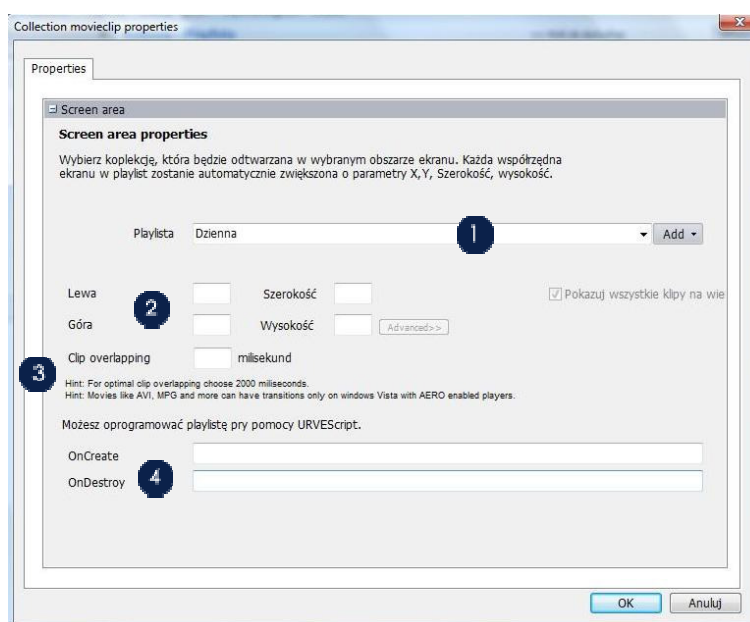 Collection movieclip properties
Properties
Screen area
Screen area properties
Wybierz koplekcję, która będzie odtwarzana w wybranym obszarze ekranu. Każda współrzędna
ekranu w playlist zostanie automatycznie zwiększona o parametry X,Y, Szerokość, wysokość.
Playlista Dzienna 1 Add
Lewa Szerokość Pokazuj wszystkie klipy na wie
2
Góra Wysokość Advanced>>
Clip overlapping milisekund
3
Hint: For optimal clip overlapping choose 2000 miliseconds.
Hint: Movies like AVI, MPG and more can have transitions only on windows Vista with AERO enabled players.
Możesz oprogramować playlistę pry pomocy URVEScript.
OnCreate
4
OnDestroy
OK Anuluj